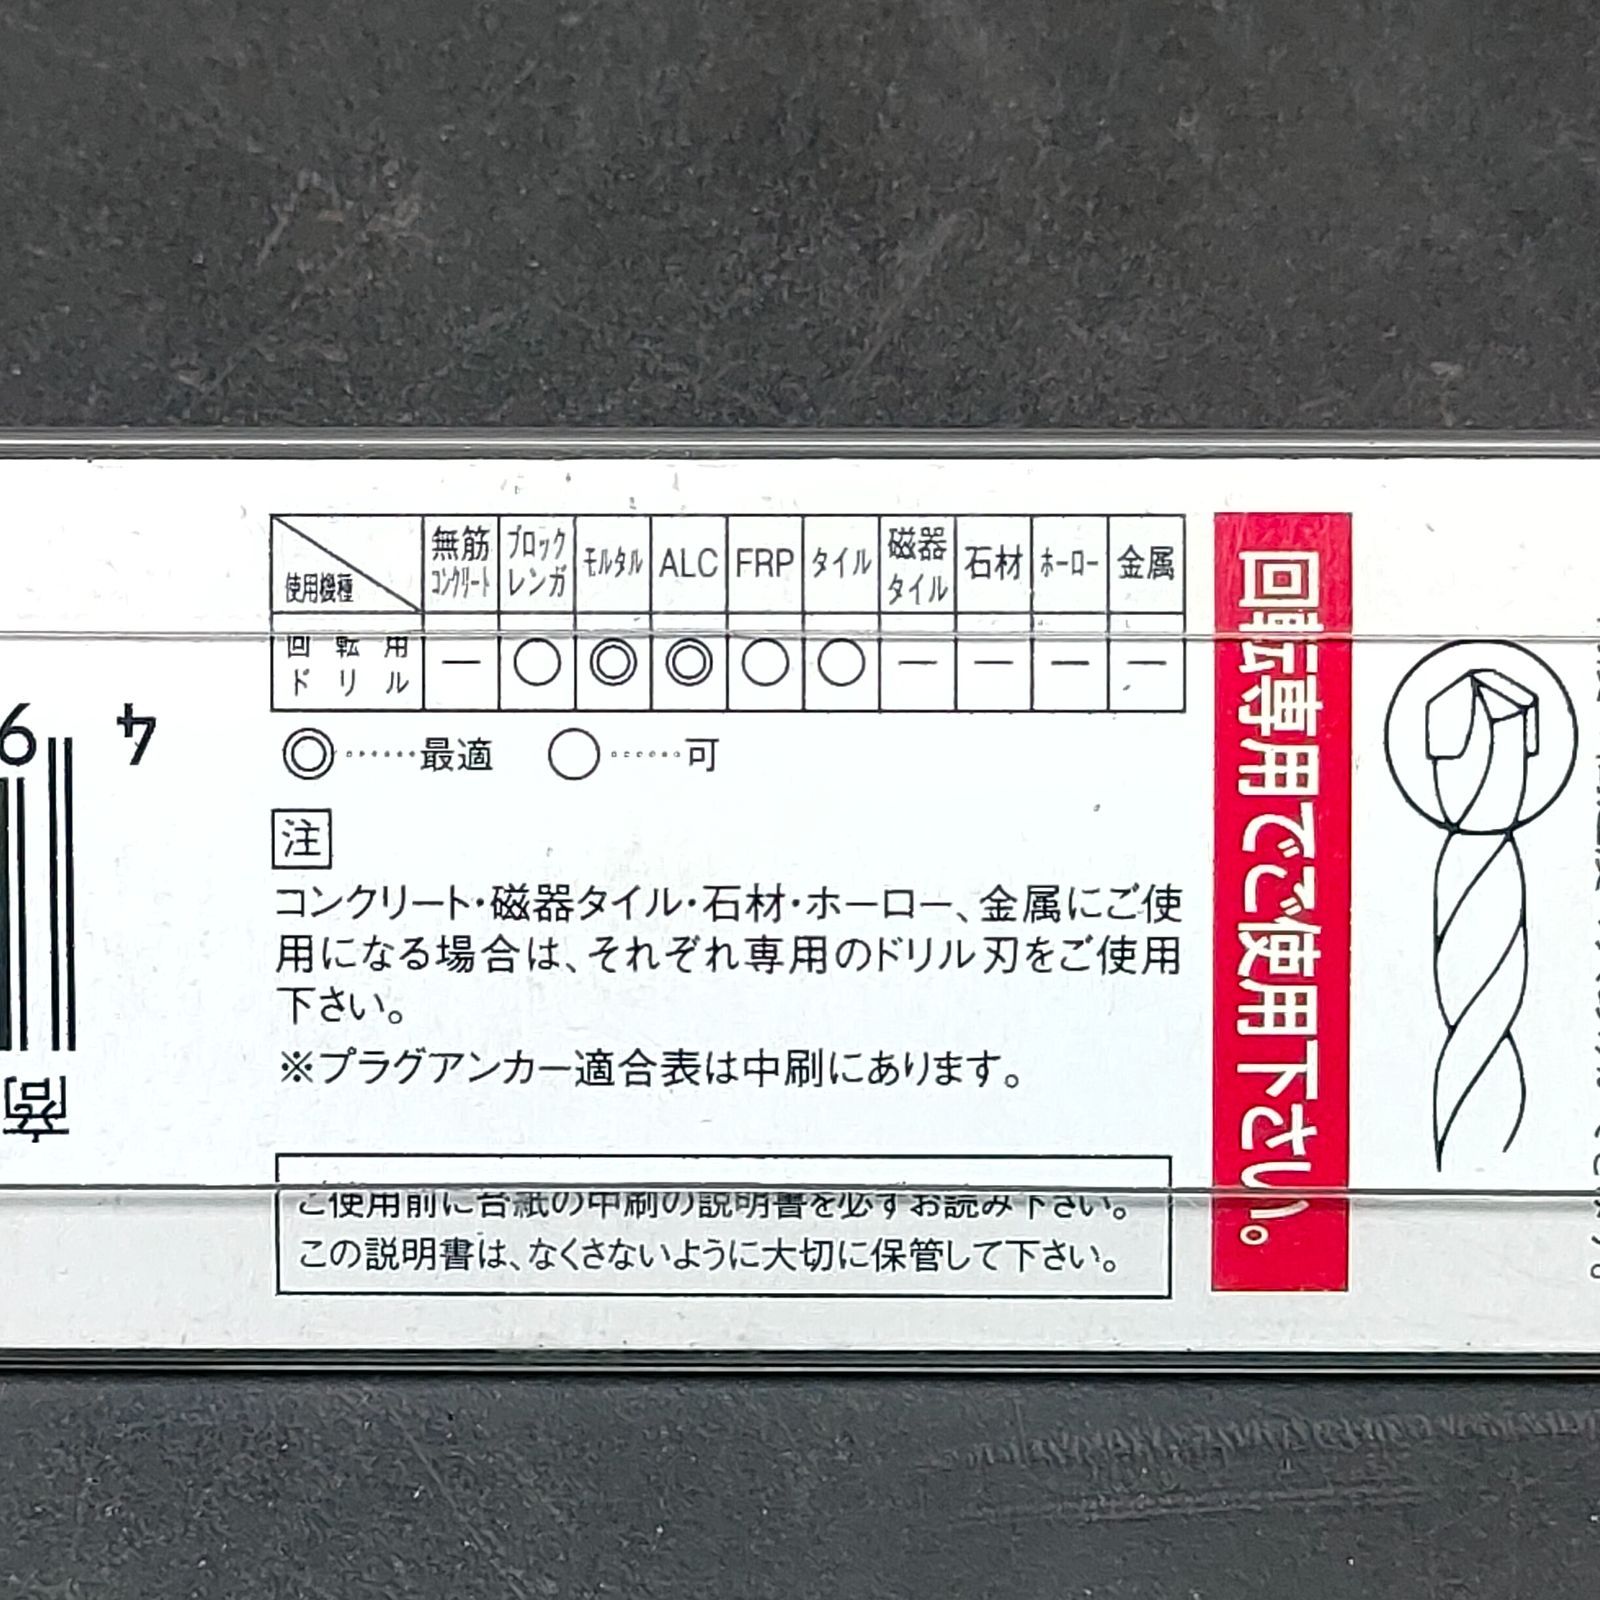 使用機種
無筋コンクリート ブロックレンガ モルタル ALC FRP タイル 磁器タイル 石材 ホーロー 金属
回転用ドリル ー ○ ◎ ◎ ○ ○ ー ー ー ー
◎……最適 ○……可
注
コンクリート・磁器タイル・石材・ホーロー、金属にご使
用になる場合は、それぞれ専用のドリル刃をご使用
下さい。
※プラグアンカー適合表は中刷にあります。
ご使用前に台紙の中刷の説明書を必ずお読み下さい。
この説明書は、なくさないように大切に保管して下さい。
回転専用でご使用下さい。
4 9